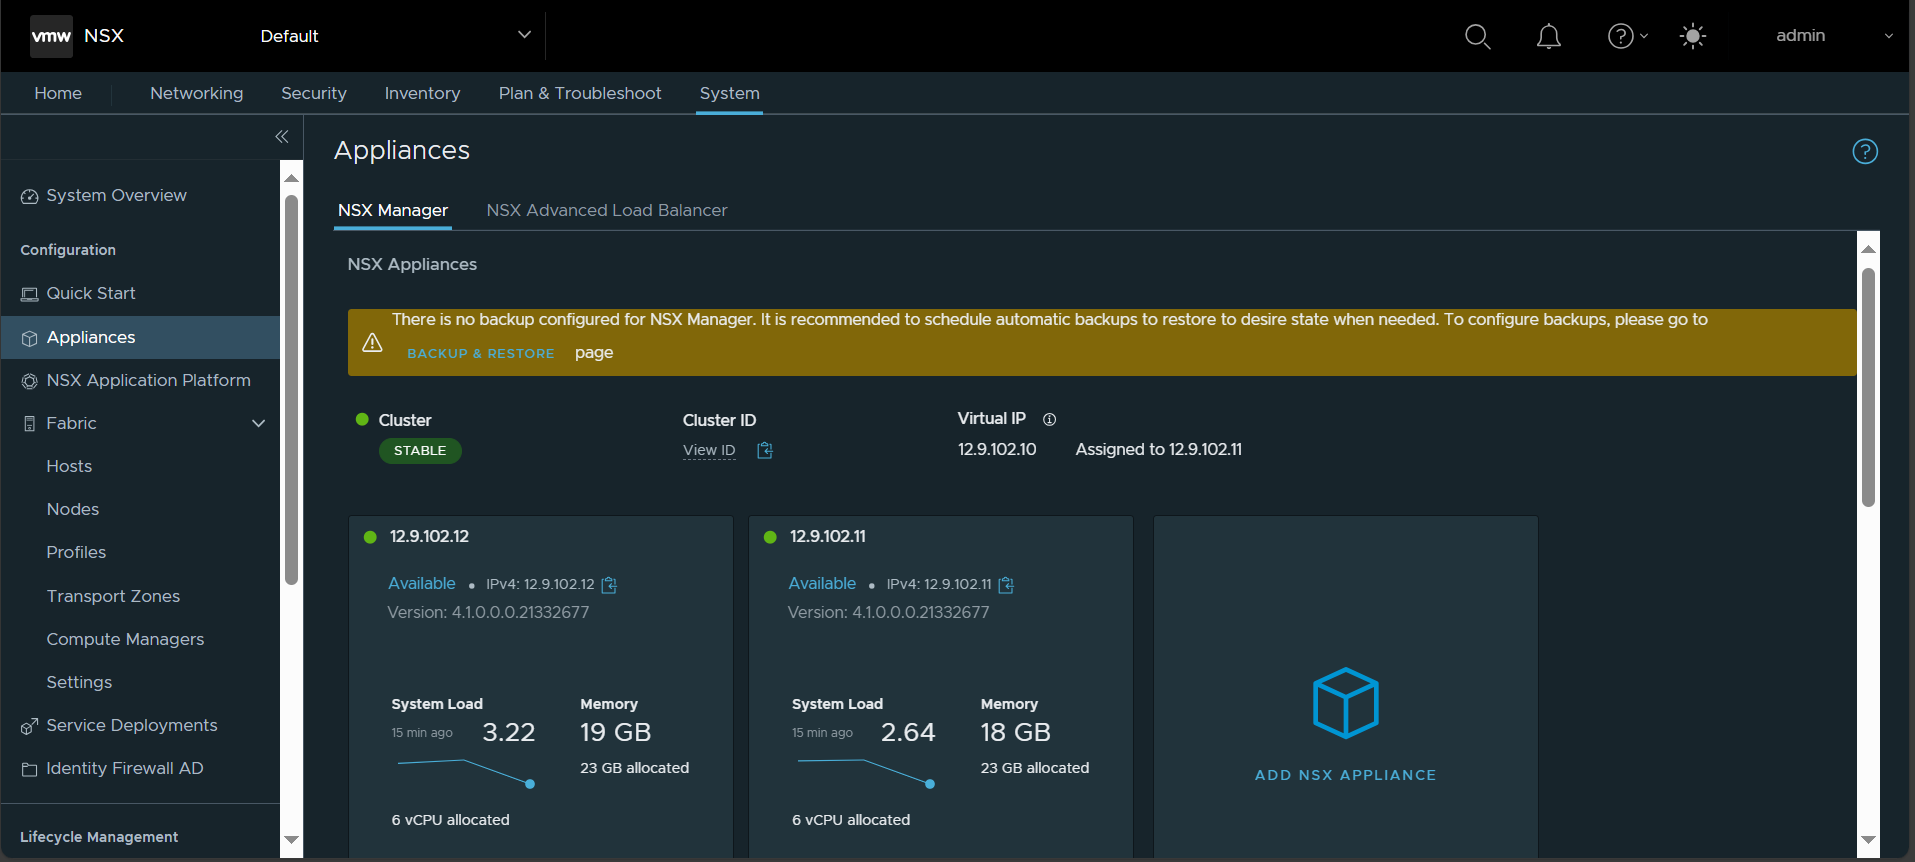 vmw NSX Default admin
Home Networking Security Inventory Plan & Troubleshoot System
System Overview
Configuration
Quick Start
Appliances
NSX Application Platform
Fabric
Hosts
Nodes
Profiles
Transport Zones
Compute Managers
Settings
Service Deployments
Identity Firewall AD
Lifecycle Management
Appliances
NSX Manager NSX Advanced Load Balancer
NSX Appliances
There is no backup configured for NSX Manager. It is recommended to schedule automatic backups to restore to desire state when needed. To configure backups, please go to
BACKUP & RESTORE page
Cluster
STABLE
Cluster ID
View ID
Virtual IP
12.9.102.10 Assigned to 12.9.102.11
12.9.102.12
Available • IPv4: 12.9.102.12
Version: 4.1.0.0.0.21332677
System Load
15 min ago 3.22
Memory
19 GB
23 GB allocated
6 vCPU allocated
12.9.102.11
Available • IPv4: 12.9.102.11
Version: 4.1.0.0.0.21332677
System Load
15 min ago 2.64
Memory
18 GB
23 GB allocated
6 vCPU allocated
ADD NSX APPLIANCE